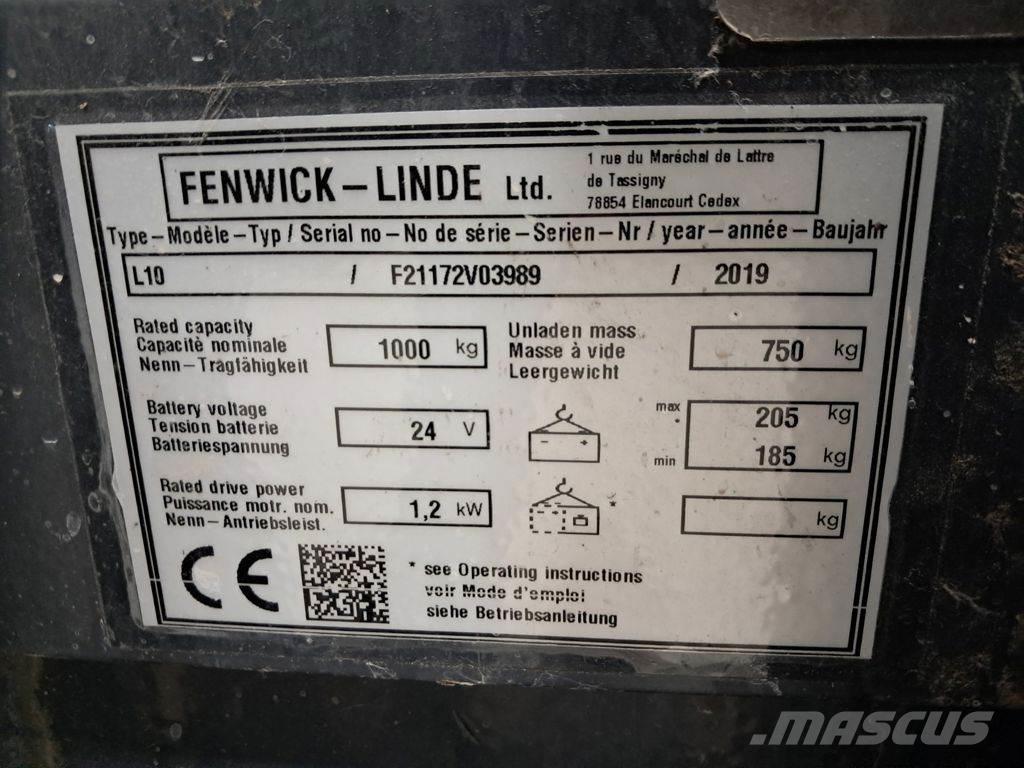 FENWICK-LINDE Ltd.
1 rue du Maréchal de Lattre
de Tassigny
78854 Elancourt Cedex
Type-Modèle-Typ / Serial no-No de série-Serien-Nr / year-année-Baujahr
L10 / F21172V03989 / 2019
Rated capacity
Capacitè nominale
Nenn-Tragfähigkeit
1000 kg
Unladen mass
Masse à vide
Leergewicht
750 kg
Battery voltage
Tension batterie
Batteriespannung
24 V
- +
max 205 kg
*
min 185 kg
Rated drive power
Puissance motr. nom.
Nenn-Antriebsleist.
1,2 kW
*
kg
CE
* see Operating instructions
voir Mode d'emploi
siehe Betriebsanleitung
MASCUS